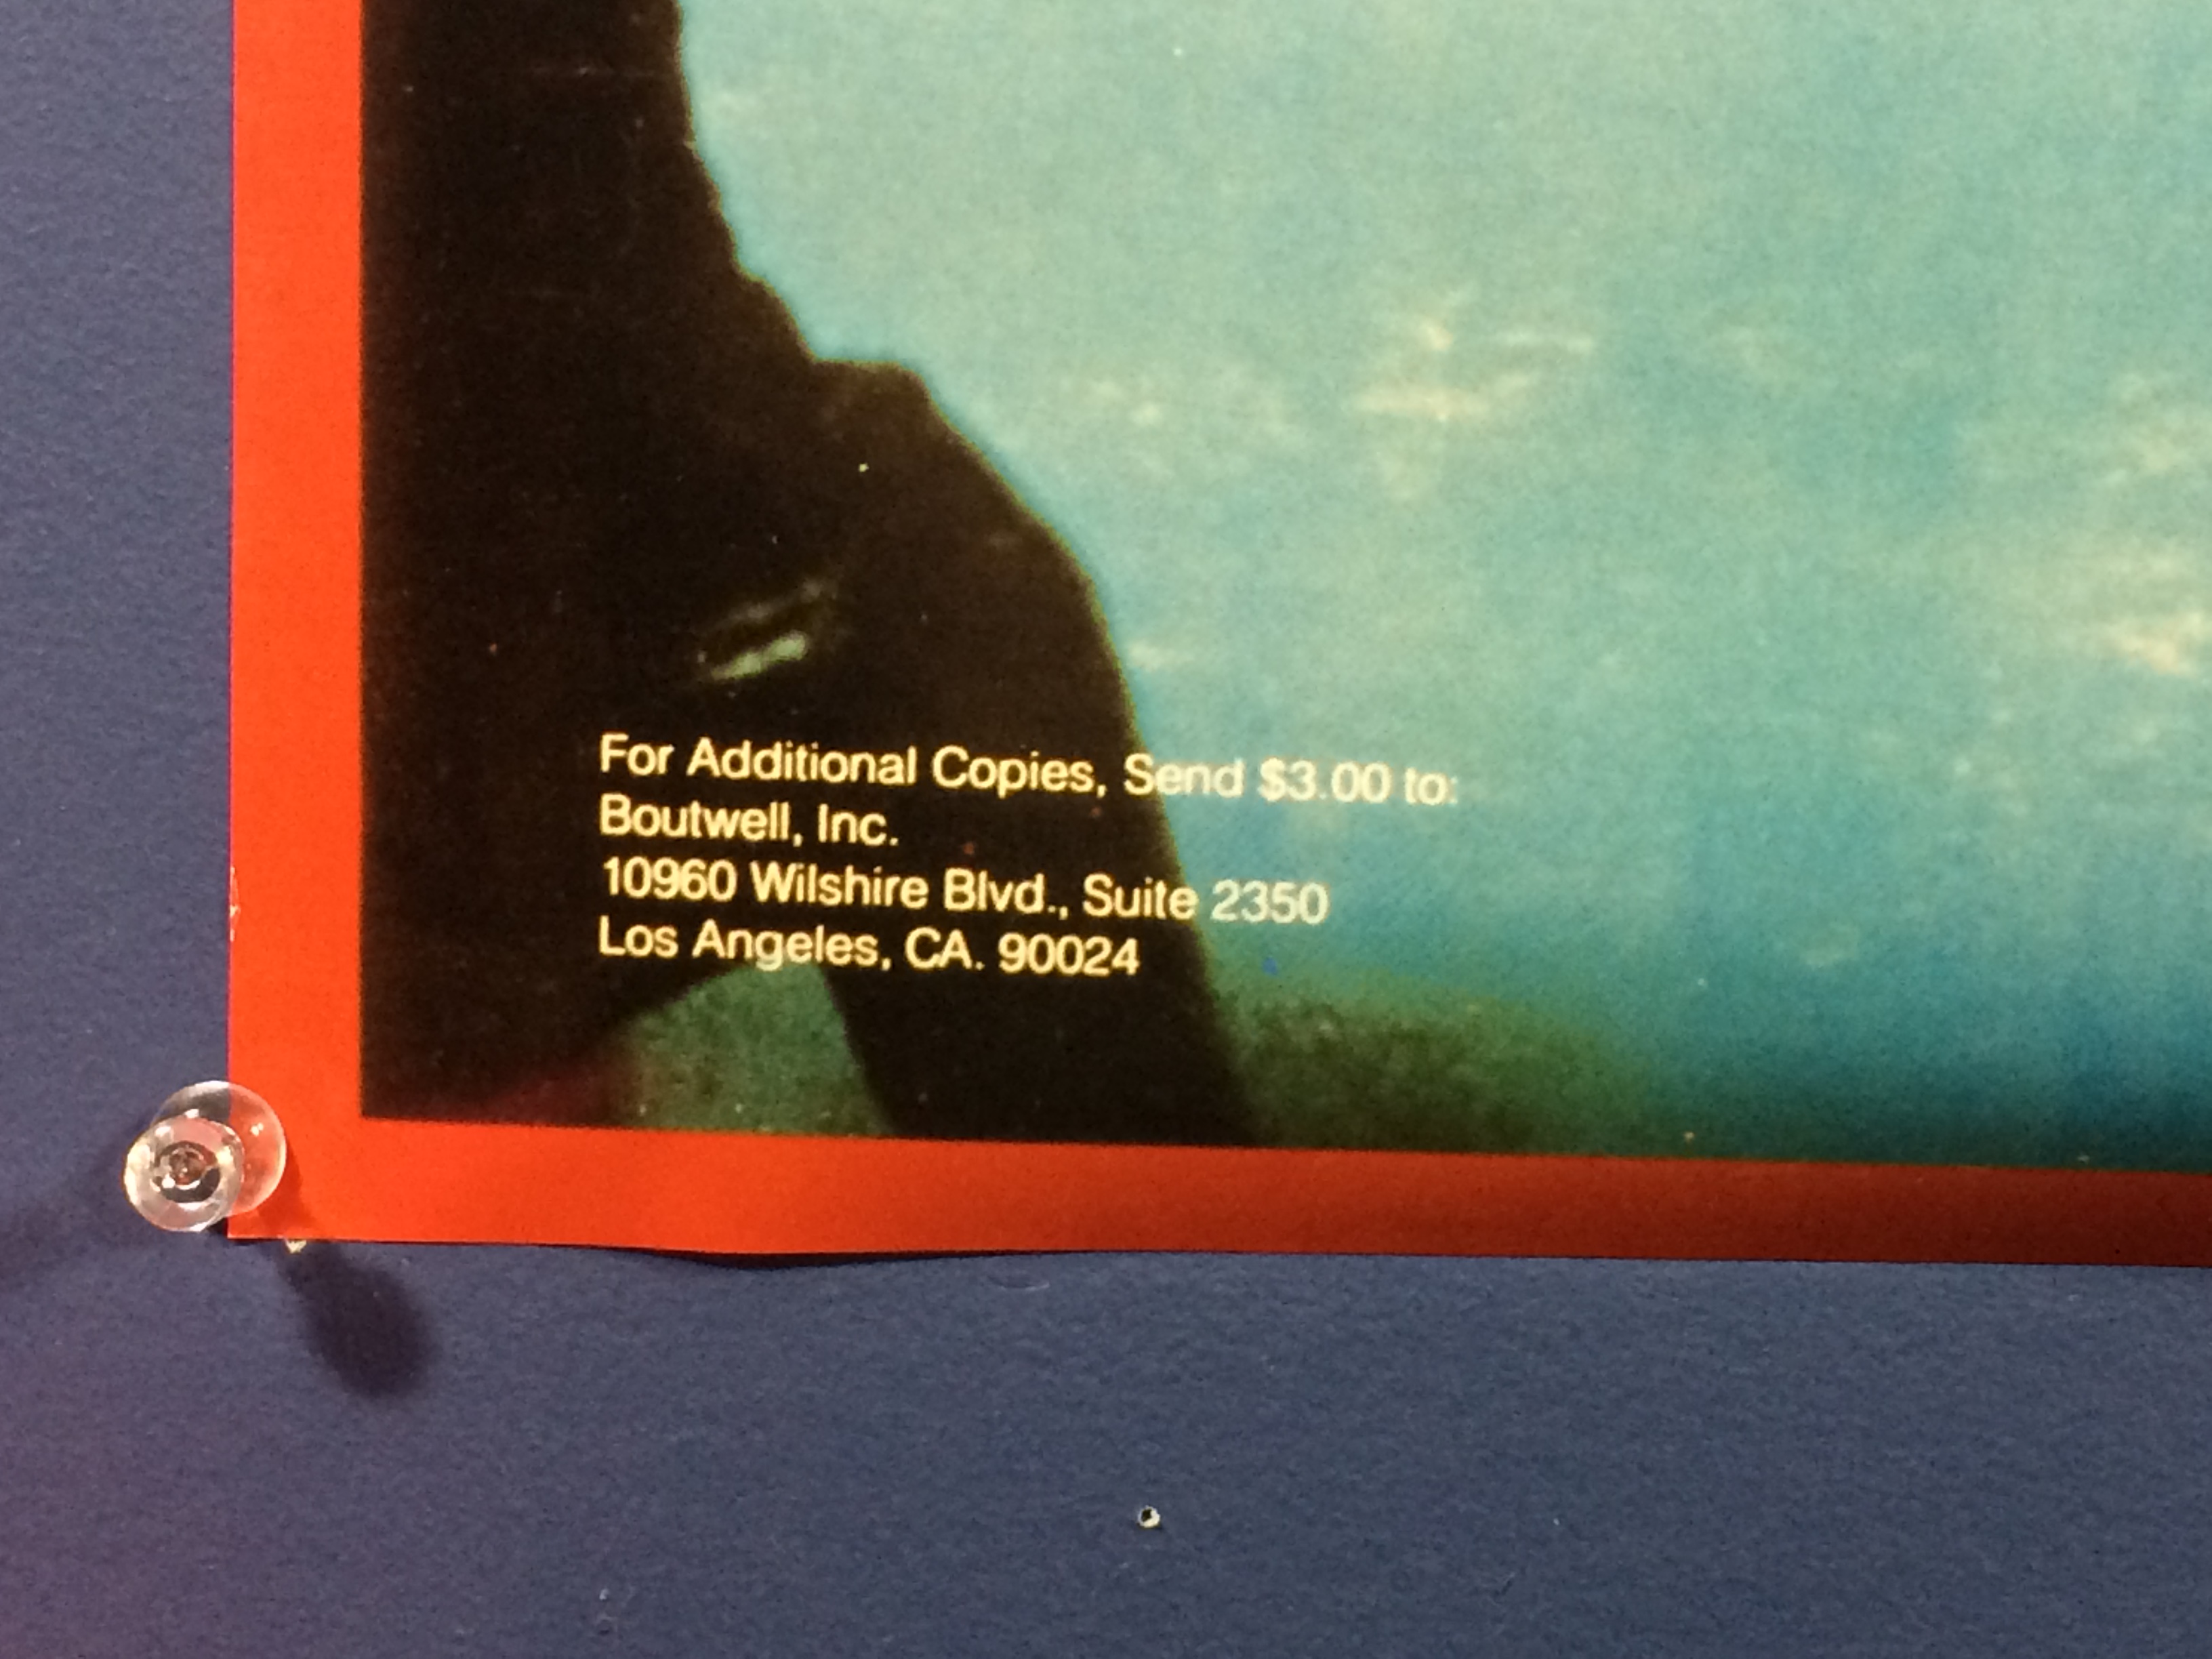 For Additional Copies, Send $3.00 to:
Boutwell, Inc.
10960 Wilshire Blvd., Suite 2350
Los Angeles, CA. 90024